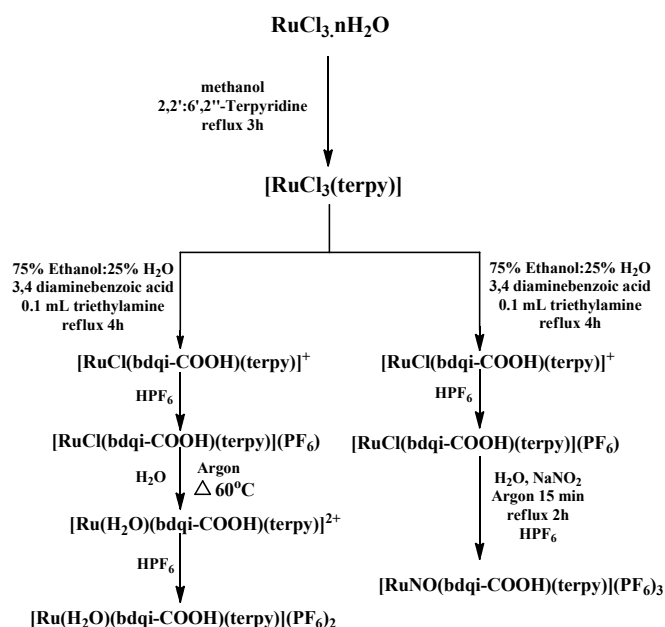 RuCl₃.nH₂O
methanol
2,2':6',2''-Terpyridine
reflux 3h
[RuCl₃(terpy)]
75% Ethanol:25% H₂O
3,4 diaminebenzoic acid
0.1 mL triethylamine
reflux 4h
[RuCl(bdqi-COOH)(terpy)]⁺
HPF₆
[RuCl(bdqi-COOH)(terpy)](PF₆)
H₂O
Argon
△ 60°C
[Ru(H₂O)(bdqi-COOH)(terpy)]²⁺
HPF₆
[Ru(H₂O)(bdqi-COOH)(terpy)](PF₆)₂
75% Ethanol:25% H₂O
3,4 diaminebenzoic acid
0.1 mL triethylamine
reflux 4h
[RuCl(bdqi-COOH)(terpy)]⁺
HPF₆
[RuCl(bdqi-COOH)(terpy)](PF₆)
H₂O, NaNO₂
Argon 15 min
reflux 2h
HPF₆
[RuNO(bdqi-COOH)(terpy)](PF₆)₃